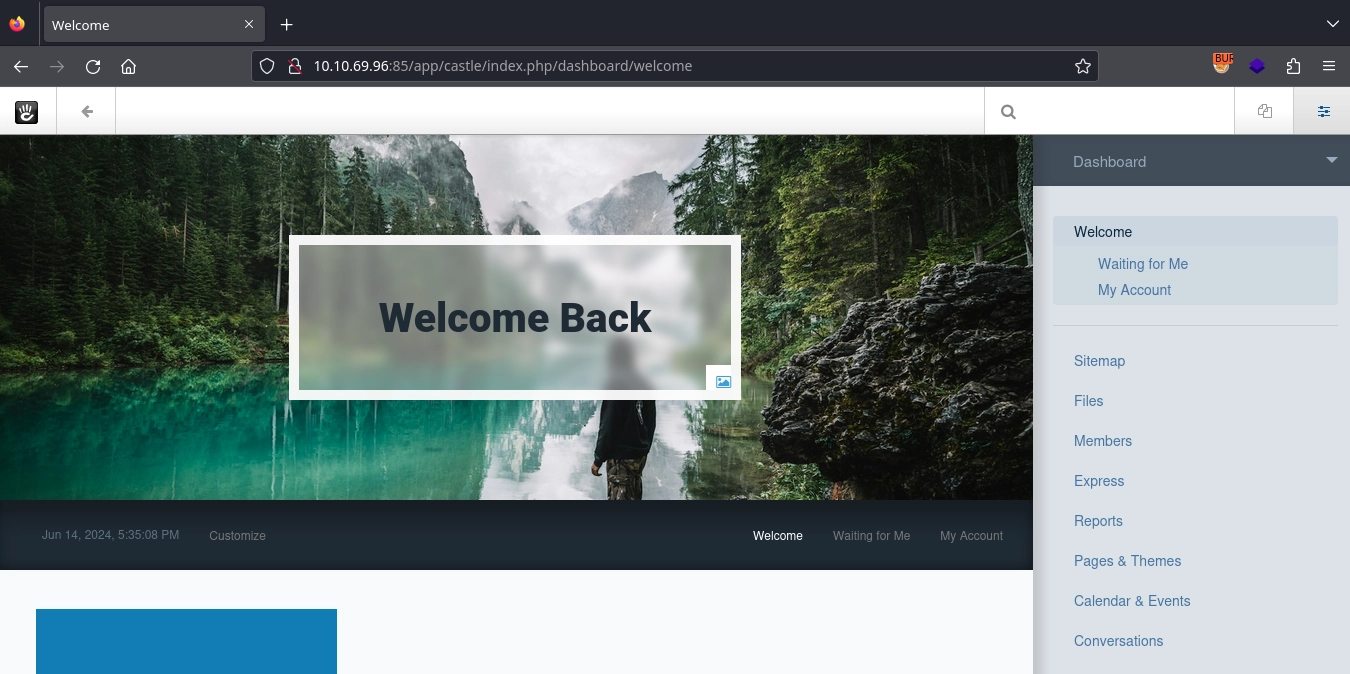 Welcome
10.10.69.96:85/app/castle/index.php/dashboard/welcome
BUR
Dashboard
Welcome
Waiting for Me
My Account
Welcome Back
Sitemap
Files
Members
Express
Reports
Pages & Themes
Calendar & Events
Conversations
Jun 14, 2024, 5:35:08 PM Customize Welcome Waiting for Me My Account